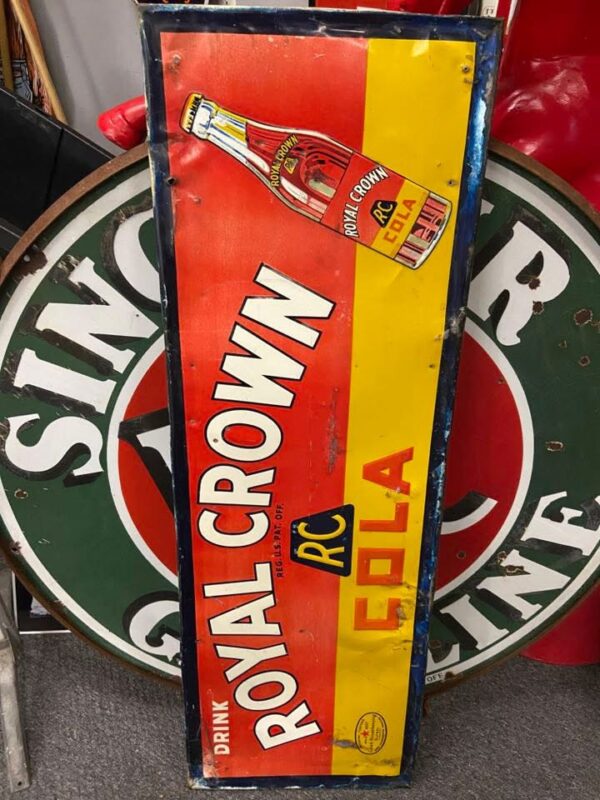 ROYAL CROWN
ROYAL CROWN
RC
COLA
DRINK
ROYAL CROWN
REG. U.S. PAT. OFF.
RC
COLA
SINC
R
G
LINE